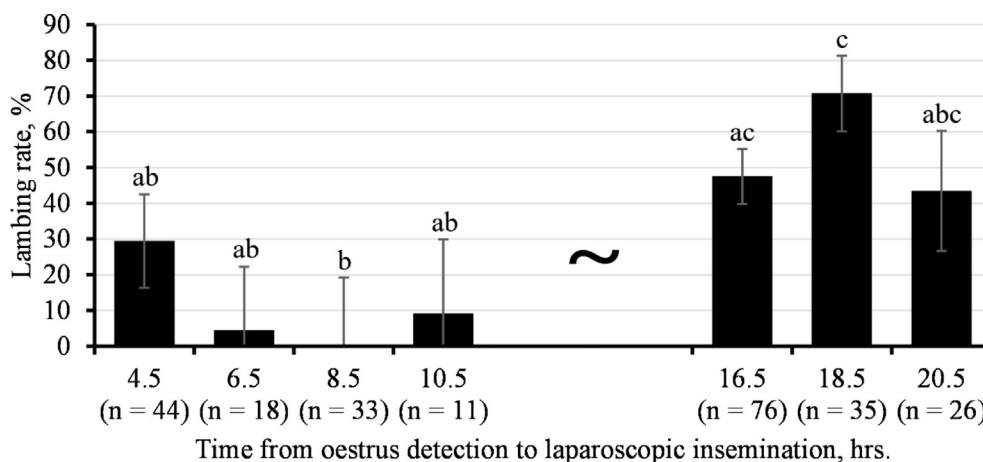 Lambing rate, %
90
80
70
60
50
40
30
20
10
0
ab
ab
b
ab
~
ac
c
abc
4.5 6.5 8.5 10.5 16.5 18.5 20.5
(n = 44) (n = 18) (n = 33) (n = 11) (n = 76) (n = 35) (n = 26)
Time from oestrus detection to laparoscopic insemination, hrs.